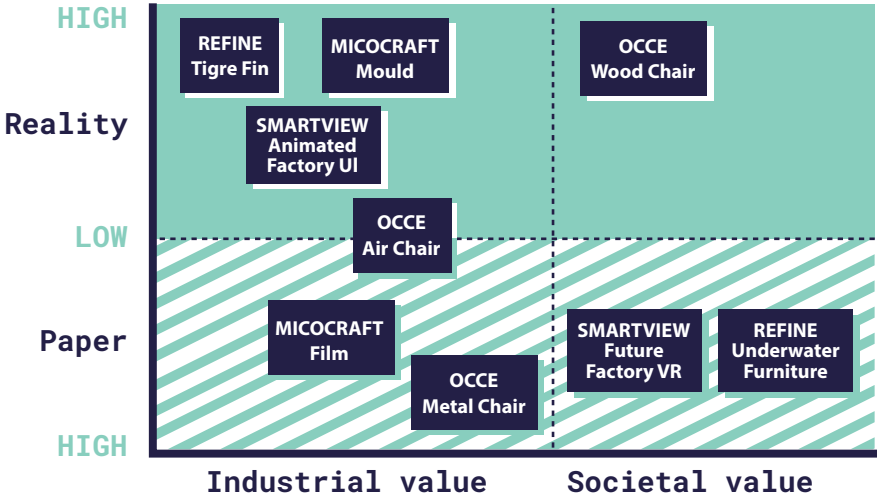 HIGH
REFINE
Tigre Fin
MICOCRAFT
Mould
OCCE
Wood Chair
Reality
SMARTVIEW
Animated
Factory UI
LOW
OCCE
Air Chair
Paper
MICOCRAFT
Film
OCCE
Metal Chair
SMARTVIEW
Future
Factory VR
REFINE
Underwater
Furniture
HIGH
Industrial value
Societal value